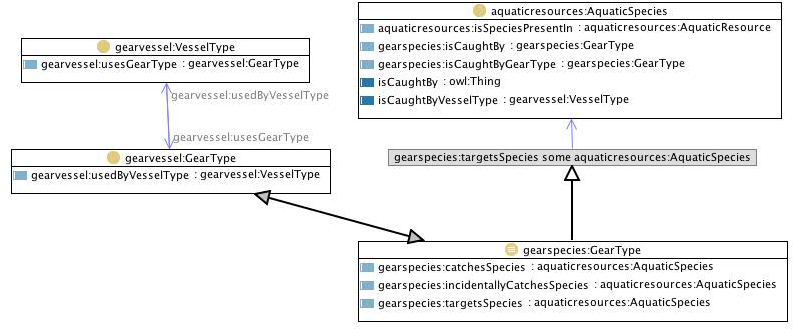 aquaticresources:AquaticSpecies
aquaticresources:isSpeciesPresentIn : aquaticresources:AquaticResource
gearspecies:isCaughtBy : gearspecies:GearType
gearspecies:isCaughtByGearType : gearspecies:GearType
isCaughtBy : owl:Thing
isCaughtByVesselType : gearvessel:VesselType
gearvessel:VesselType
gearvessel:usesGearType : gearvessel:GearType
gearvessel:usedByVesselType
gearvessel:usesGearType
gearvessel:GearType
gearvessel:usedByVesselType : gearvessel:VesselType
gearspecies:targetsSpecies some aquaticresources:AquaticSpecies
gearspecies:GearType
gearspecies:catchesSpecies : aquaticresources:AquaticSpecies
gearspecies:incidentallyCatchesSpecies : aquaticresources:AquaticSpecies
gearspecies:targetsSpecies : aquaticresources:AquaticSpecies